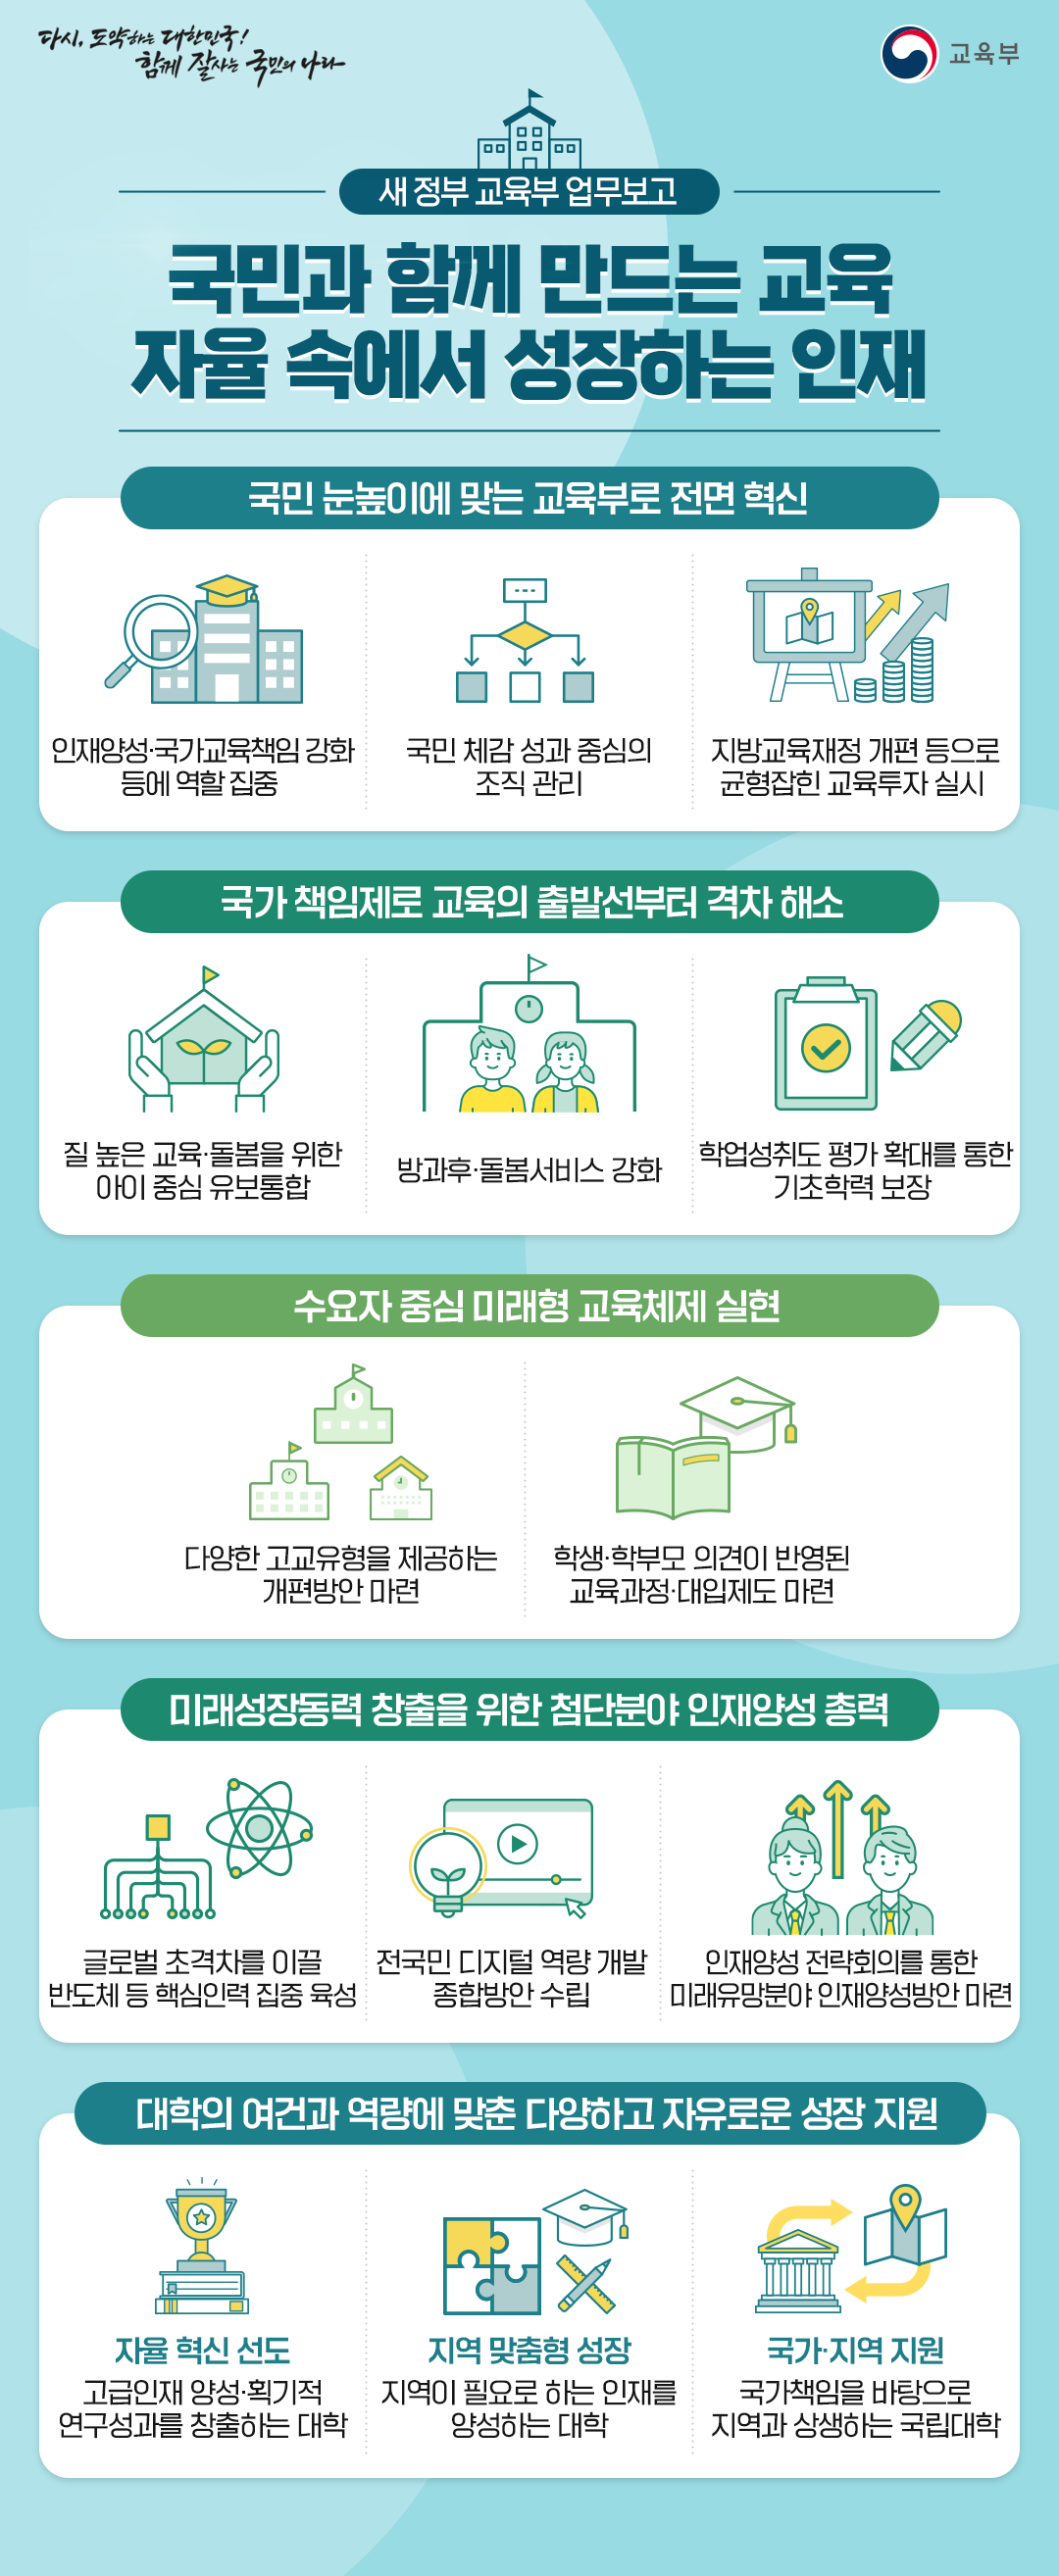 다시, 도약하는 대한민국!
함께 잘사는 국민의 나라
교육부
새 정부 교육부 업무보고
국민과 함께 만드는 교육
자율 속에서 성장하는 인재
국민 눈높이에 맞는 교육부로 전면 혁신
인재양성·국가교육책임 강화
등에 역할 집중
국민 체감 성과 중심의
조직 관리
지방교육재정 개편 등으로
균형잡힌 교육투자 실시
국가 책임제로 교육의 출발선부터 격차 해소
질 높은 교육·돌봄을 위한
아이 중심 유보통합
방과후·돌봄서비스 강화
학업성취도 평가 확대를 통한
기초학력 보장
수요자 중심 미래형 교육체제 실현
다양한 고교유형을 제공하는
개편방안 마련
학생·학부모 의견이 반영된
교육과정·대입제도 마련
미래성장동력 창출을 위한 첨단분야 인재양성 총력
글로벌 초격차를 이끌
반도체 등 핵심인력 집중 육성
전국민 디지털 역량 개발
종합방안 수립
인재양성 전략회의를 통한
미래유망분야 인재양성방안 마련
대학의 여건과 역량에 맞춘 다양하고 자유로운 성장 지원
자율 혁신 선도
고급인재 양성·획기적
연구성과를 창출하는 대학
지역 맞춤형 성장
지역이 필요로 하는 인재를
양성하는 대학
국가·지역 지원
국가책임을 바탕으로
지역과 상생하는 국립대학